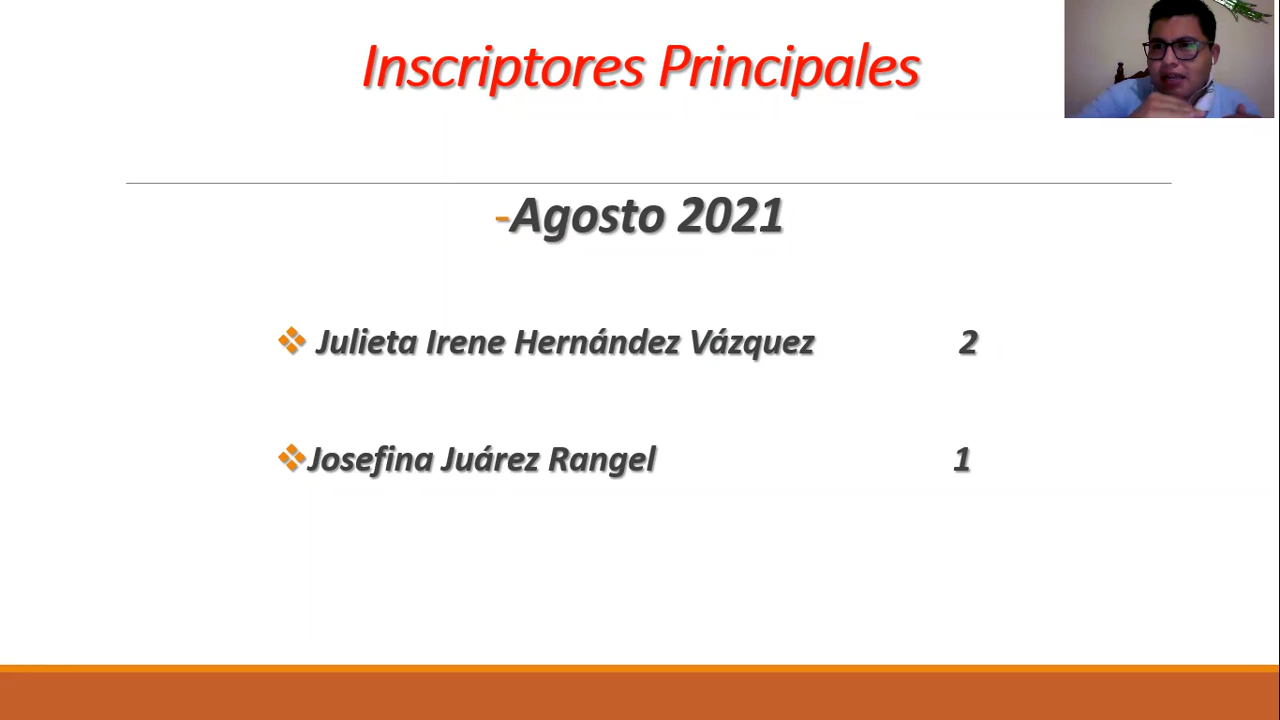 Inscriptores Principales
-Agosto 2021
Julieta Irene Hernández Vázquez 2
Josefina Juárez Rangel 1